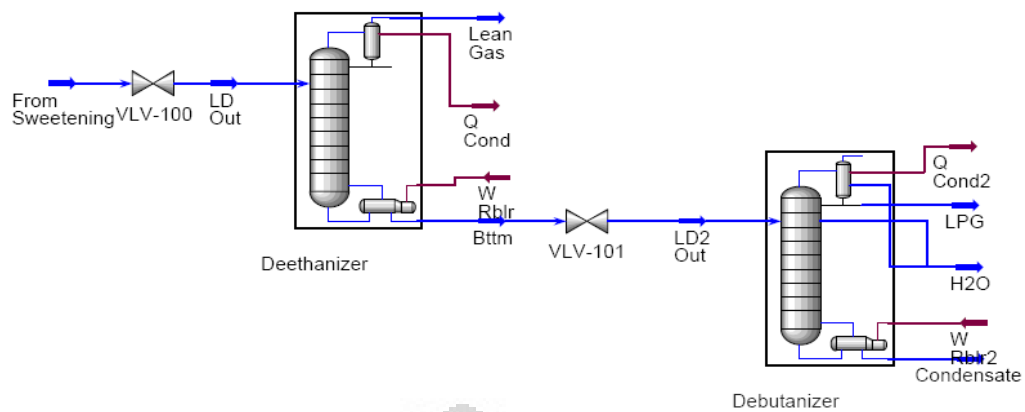 Lean
Gas
From
Sweetening
VLV-100
LD
Out
Q
Cond
W
Rblr
Bttm
Deethanizer
VLV-101
LD2
Out
Q
Cond2
LPG
H2O
W
Rblr2
Condensate
Debutanizer